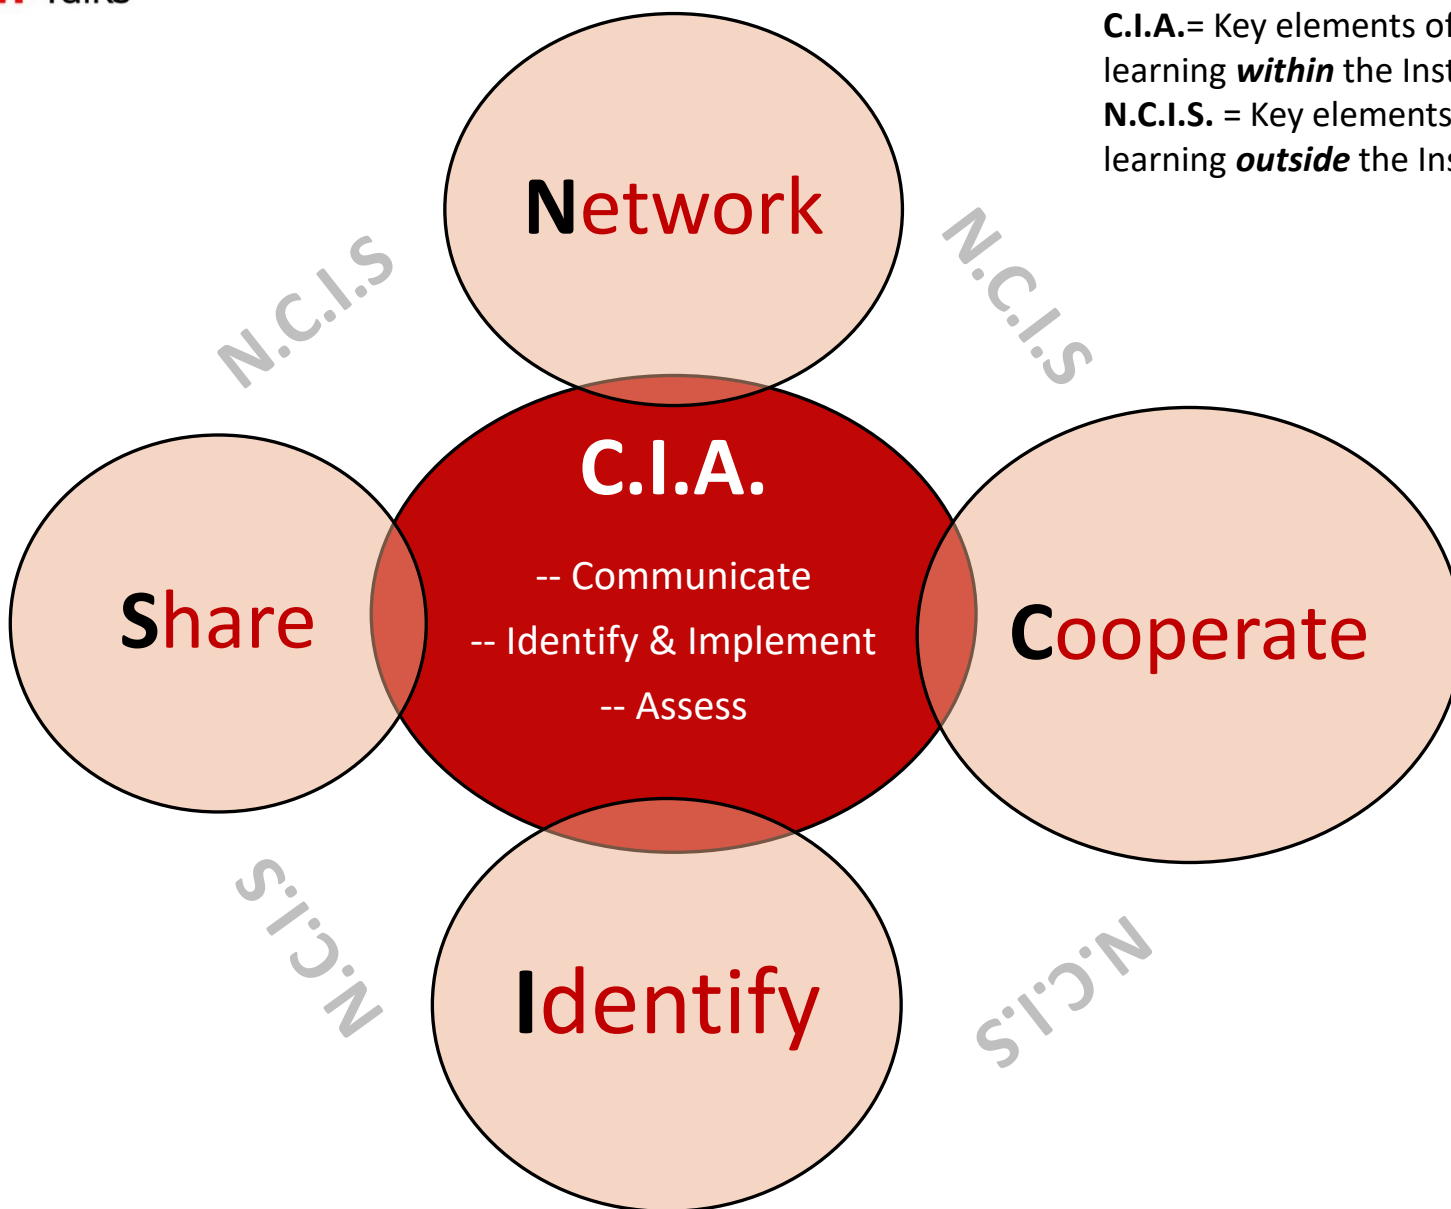 Talks
C.I.A.= Key elements of
learning within the Inst
N.C.I.S. = Key elements
learning outside the Ins
Network
N.C.I.S
N.C.I.S
C.I.A.
-- Communicate
-- Identify & Implement
-- Assess
Share
Cooperate
N.C.I.S
N.C.I.S
Identify